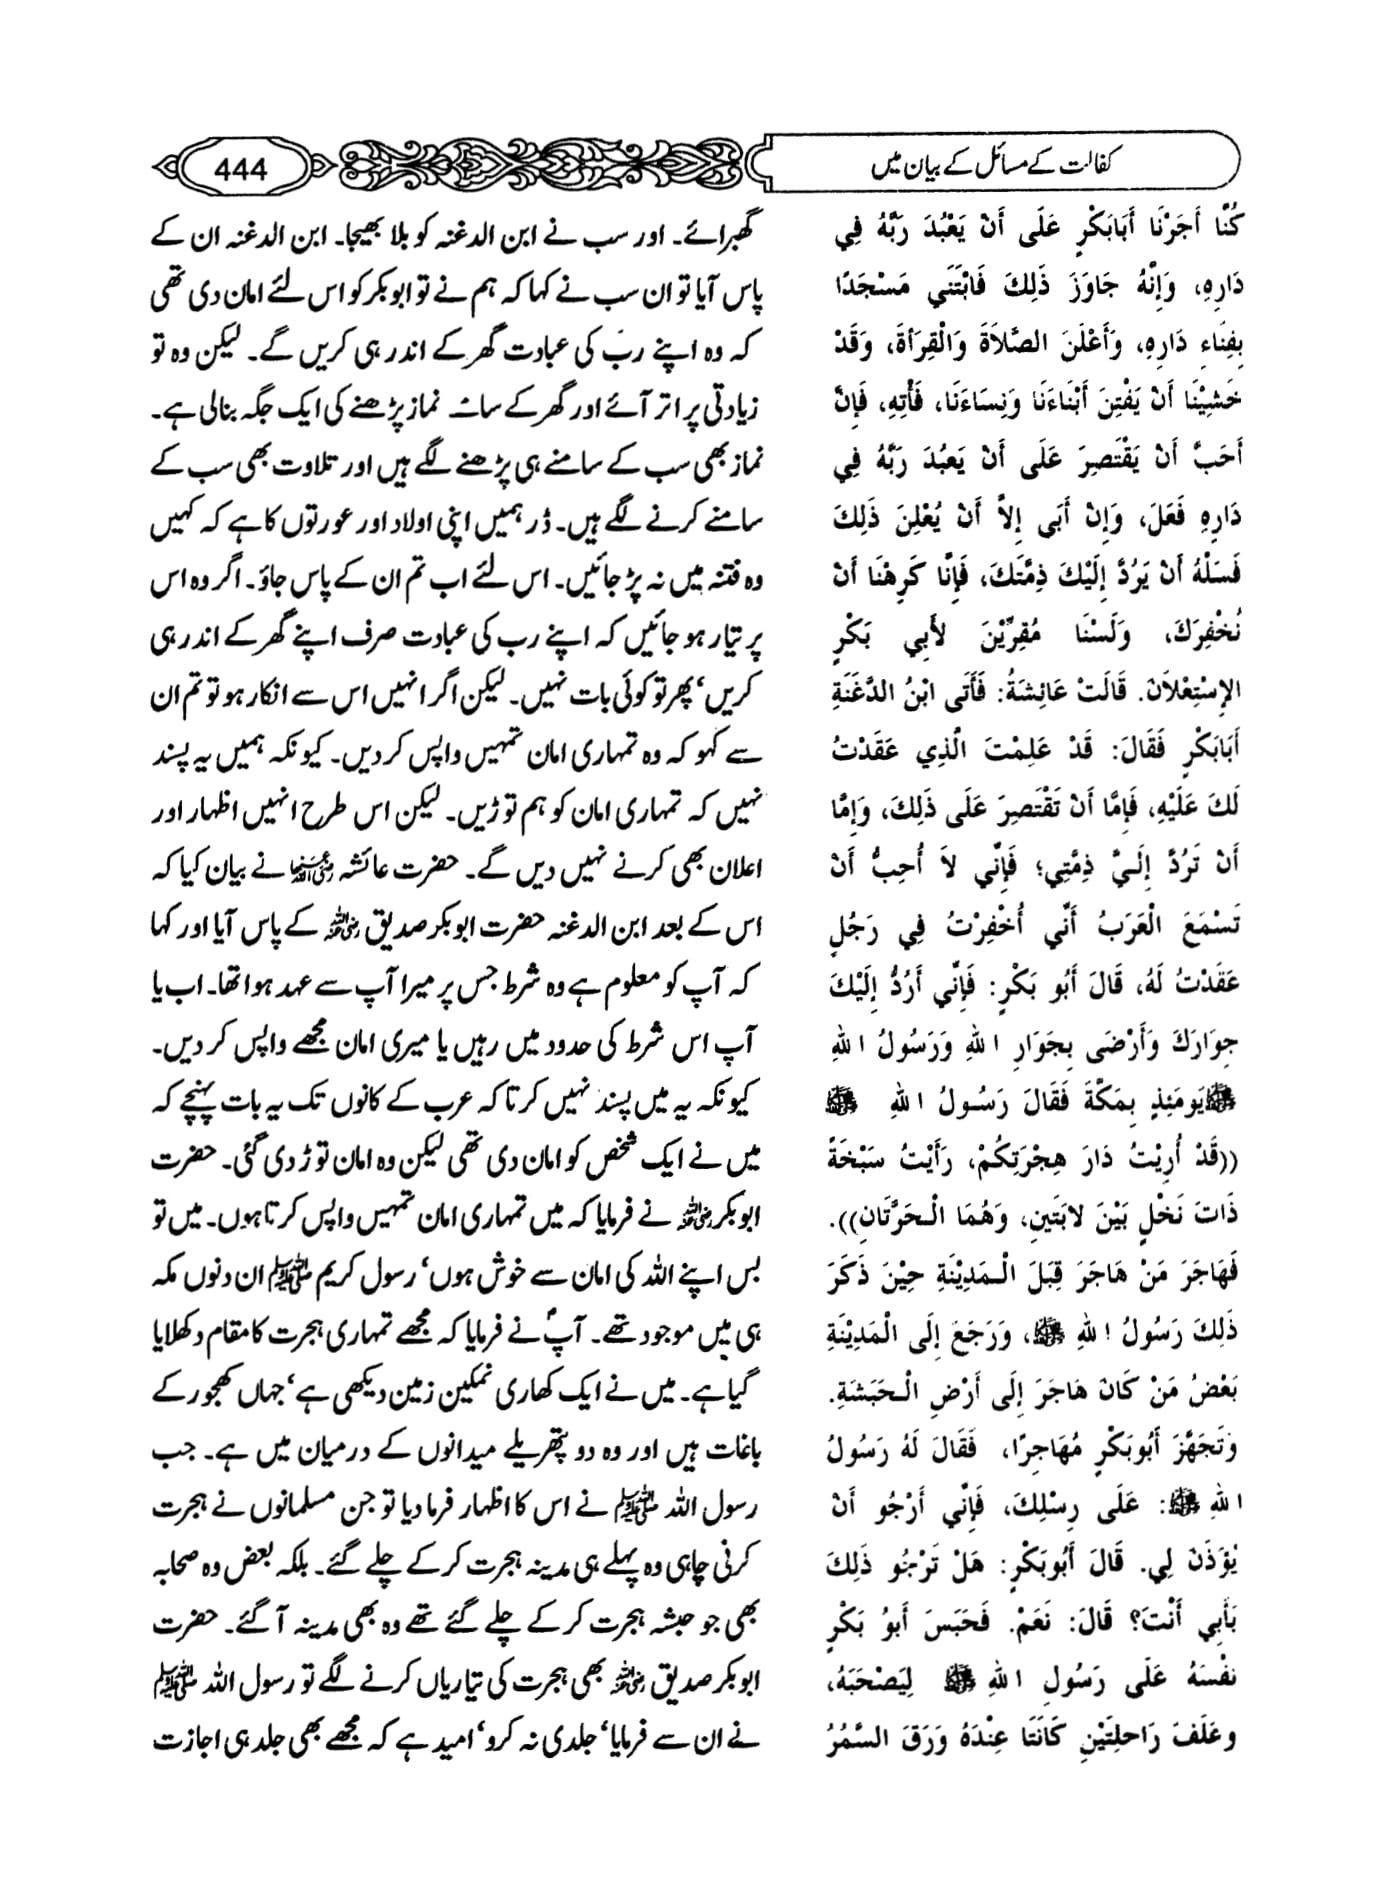 کفالت کے مسائل کے بیان میں
444
كُنَّا أَجَرْنَا أَبَابَكْرٍ عَلَى أَنْ يَعْبُدَ رَبَّهُ فِي
دَارِهِ، وَإِنَّهُ جَاوَزَ ذَلِكَ فَابْتَنَي مَسْجَدًا
بِفِنَاءِ دَارِهِ، وَأَعْلَنَ الصَّلاَةَ وَالْقِرَأَةَ، وَقَدْ
خَشِيْنَا أَنْ يَفْتِنَ أَبْنَاءَنَا وَنِسَاءَنَا، فَأْتِهِ، فَإِنْ
أَحَبَّ أَنْ يَقْتَصِرَ عَلَى أَنْ يَعبُدَ رَبَّهُ فِي
دَارِهِ فَعَلَ، وَإِنْ أَبَى إِلاَّ أَنْ يُعْلِنَ ذَلِكَ
فَسَلْهُ أَنْ يَرُدَّ إِلَيْكَ ذِمَّتَكَ، فَإِنَّا كَرِهْنَا أَنْ
نُخْفِرَكَ، وَلَسْنَا مُقِرِّيْنَ لأَبِي بَكْرٍ
الإِسْتِعْلاَنَ. قَالَتْ عَائِشَةُ: فَأَتَى ابْنُ الدَّغَنَةِ
أَبَابَكْرٍ فَقَالَ: قَدْ عَلِمْتَ الَّذِي عَقَدْتُ
لَكَ عَلَيْهِ، فَإِمَّا أَنْ تَقْتَصِرَ عَلَى ذَلِكَ، وَإِمَّا
أَنْ تَرُدَّ إِلَيَّ ذِمَّتِي؛ فَإِنِّي لاَ أُحِبُّ أَنْ
تَسْمَعَ الْعَرَبُ أَنِّي أُخْفِرْتُ فِي رَجُلٍ
عَقَدْتُ لَهُ، قَالَ أَبُو بَكْرٍ: فَإِنِّي أَرُدُّ إِلَيْكَ
جِوَارَكَ وَأَرْضَى بِجَوَارِ اللهِ وَرَسُولُ اللهِ
ﷺ يَومَئِذٍ بِمَكَّةَ فَقَالَ رَسُولُ اللهِ ﷺ
((قَدْ أُرِيْتُ دَارَ هِجْرَتِكُمْ، رَأَيْتُ سَبْخَةً
ذَاتَ نَخْلٍ بَيْنَ لابَتَينِ، وَهُمَا الْحَرَّتَانِ)).
فَهَاجَرَ مَنْ هَاجَرَ قِبَلَ الْمَدِيْنَةِ حِيْنَ ذَكَرَ
ذَلِكَ رَسُولُ اللهِ ﷺ، وَرَجَعَ إِلَى الْمَدِيْنَةِ
بَعْضُ مَنْ كَانَ هَاجَرَ إِلَى أَرْضِ الْحَبَشَةِ.
وَتَجَهَّزَ أَبُوبَكْرٍ مُهَاجِرًا، فَقَالَ لَهُ رَسُولُ
اللهِ ﷺ: عَلَى رِسْلِكَ، فَإِنِّي أَرْجُو أَنْ
يُؤْذَنَ لِي. قَالَ أَبُوبَكْرٍ: هَلْ تَرْجُو ذَلِكَ
بَأَبِي أَنْتَ؟ قَالَ: نَعَمْ. فَحَبَسَ أَبُو بَكْرٍ
نفْسَهُ عَلَى رَسُولِ اللهِ ﷺ لِيَصْحَبَهُ،
وعَلَفَ رَاحلِتَيْنِ كَانَتَا عِنْدَهُ وَرَقَ السَّمُرُ
گھبرائے۔ اور سب نے ابن الدغنہ کو بلا بھیجا۔ ابن الدغنہ ان کے
پاس آیا تو ان سب نے کہا کہ ہم نے تو ابوبکر کو اس لئے امان دی تھی
کہ وہ اپنے رب کی عبادت گھر کے اندر ہی کریں گے۔ لیکن وہ تو
زیادتی پر اتر آئے اور گھر کے سامنے نماز پڑھنے کی ایک جگہ بنالی ہے۔
نماز بھی سب کے سامنے ہی پڑھنے لگے ہیں اور تلاوت بھی سب کے
سامنے کرنے لگے ہیں۔ ڈر ہمیں اپنی اولاد اور عورتوں کا ہے کہ کہیں
وہ فتنہ میں نہ پڑ جائیں۔ اس لئے اب تم ان کے پاس جاؤ۔ اگر وہ اس
پر تیار ہو جائیں کہ اپنے رب کی عبادت صرف اپنے گھر کے اندر ہی
کریں‘ پھر تو کوئی بات نہیں۔ لیکن اگر انہیں اس سے انکار ہو تو تم ان
سے کہو کہ وہ تمہاری امان تمہیں واپس کر دیں۔ کیونکہ ہمیں یہ پسند
نہیں کہ تمہاری امان کو ہم توڑیں۔ لیکن اس طرح انہیں اظہار اور
اعلان بھی کرنے نہیں دیں گے۔ حضرت عائشہ رضی اللہ عنہا نے بیان کیا کہ
اس کے بعد ابن الدغنہ حضرت ابوبکر صدیق رضی اللہ عنہ کے پاس آیا اور کہا
کہ آپ کو معلوم ہے وہ شرط جس پر میرا آپ سے عہد ہوا تھا۔ اب یا
آپ اس شرط کی حدود میں رہیں یا میری امان مجھے واپس کر دیں۔
کیونکہ یہ میں پسند نہیں کرتا کہ عرب کے کانوں تک یہ بات پہنچے کہ
میں نے ایک شخص کو امان دی تھی لیکن وہ امان توڑ دی گئی۔ حضرت
ابوبکر رضی اللہ عنہ نے فرمایا کہ میں تمہاری امان تمہیں واپس کرتا ہوں۔ میں تو
بس اپنے اللہ کی امان سے خوش ہوں‘ رسول کریم ﷺ ان دنوں مکہ
ہی میں موجود تھے۔ آپؐ نے فرمایا کہ مجھے تمہاری ہجرت کا مقام دکھلایا
گیا ہے۔ میں نے ایک کھاری نمکین زمین دیکھی ہے‘ جہاں کھجور کے
باغات ہیں اور وہ دو پتھریلے میدانوں کے درمیان میں ہے۔ جب
رسول اللہ ﷺ نے اس کا اظہار فرما دیا تو جن مسلمانوں نے ہجرت
کرنی چاہی وہ پہلے ہی مدینہ ہجرت کر کے چلے گئے۔ بلکہ بعض وہ صحابہ
بھی جو حبشہ ہجرت کر کے چلے گئے تھے وہ بھی مدینہ آ گئے۔ حضرت
ابوبکر صدیق رضی اللہ عنہ بھی ہجرت کی تیاریاں کرنے لگے تو رسول اللہ ﷺ
نے ان سے فرمایا‘ جلدی نہ کرو‘ امید ہے کہ مجھے بھی جلد ہی اجازت